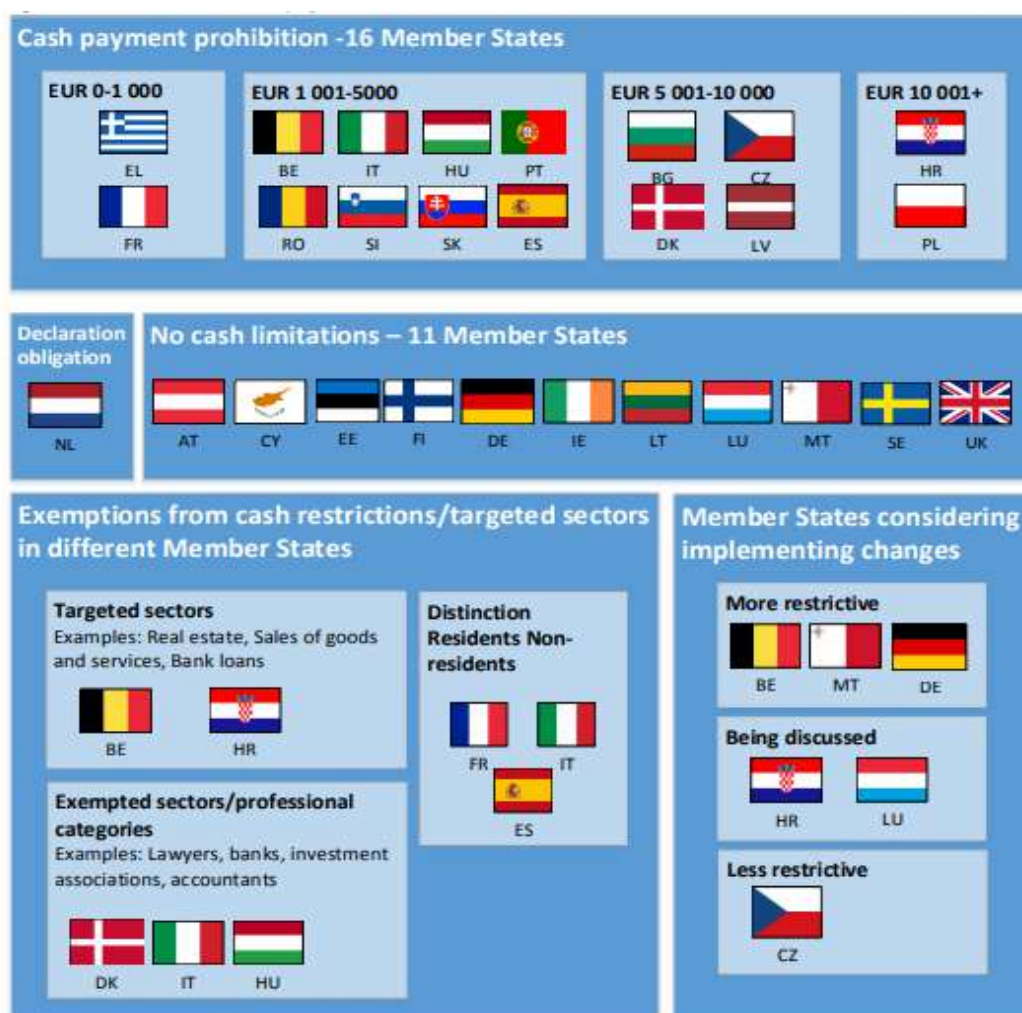 Cash payment prohibition -16 Member States
EUR 0-1 000
EL
FR
EUR 1 001-5000
BE IT HU PT
RO SI SK ES
EUR 5 001-10 000
BG CZ
DK LV
EUR 10 001+
HR
PL
Declaration
obligation
NL
No cash limitations – 11 Member States
AT CY EE FI DE IE LT LU MT SE UK
Exemptions from cash restrictions/targeted sectors
in different Member States
Targeted sectors
Examples: Real estate, Sales of goods
and services, Bank loans
BE HR
Exempted sectors/professional
categories
Examples: Lawyers, banks, investment
associations, accountants
DK IT HU
Distinction
Residents Non-
residents
FR IT
ES
Member States considering
implementing changes
More restrictive
BE MT DE
Being discussed
HR LU
Less restrictive
CZ